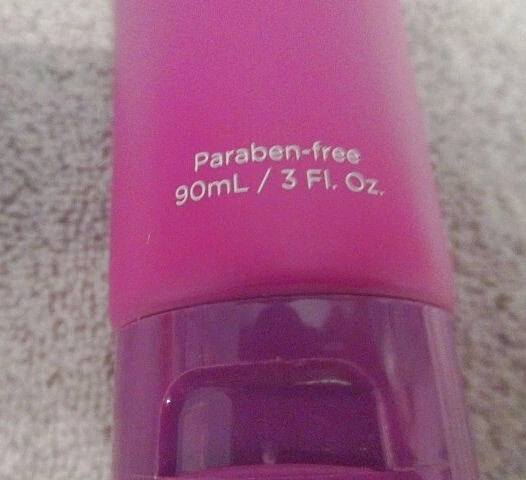 Paraben-free
90mL / 3 Fl. Oz.